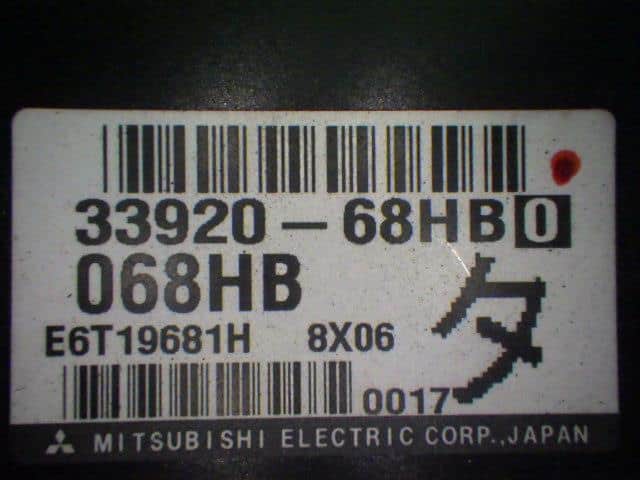 33920-68HB0
068HB
タ
E6T19681H 8X06
0017
MITSUBISHI ELECTRIC CORP.,JAPAN